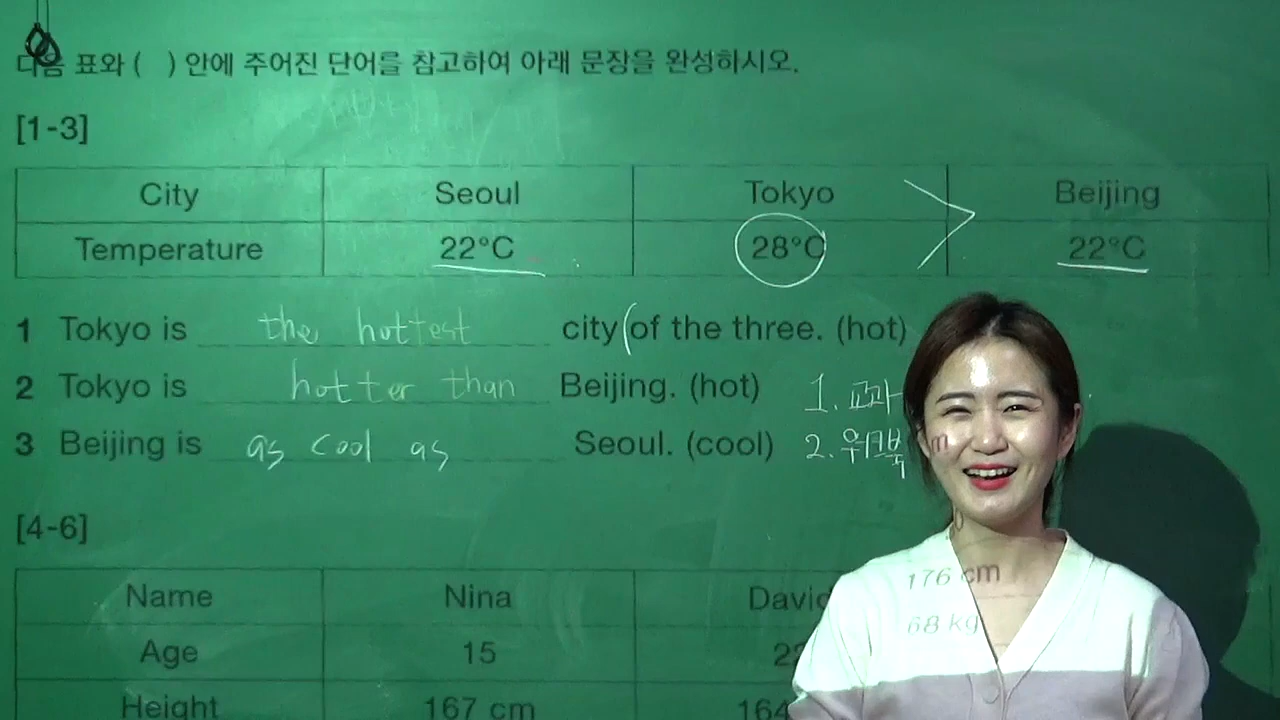 다음 표와 ( ) 안에 주어진 단어를 참고하여 아래 문장을 완성하시오.
[1-3]
City Seoul Tokyo > Beijing
Temperature 22°C 28°C 22°C
1 Tokyo is the hottest city (of the three. (hot)
2 Tokyo is hotter than Beijing. (hot)
1. 교과
3 Beijing is as cool as Seoul. (cool)
2. 워크북
[4-6]
176 cm
Name Nina David
68 kg
Age 15
Height 167 cm 164